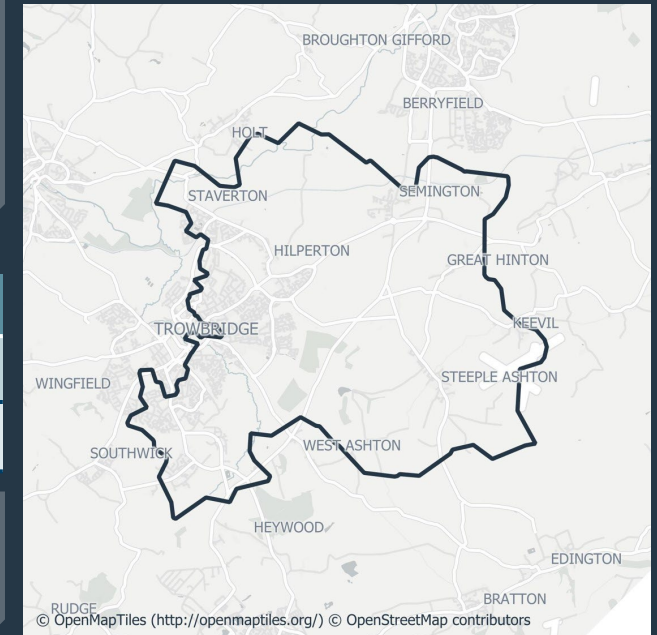 BROUGHTON GIFFORD
BERRYFIELD
HOLT
STAVERTON
SEMINGTON
HILPERTON
GREAT HINTON
TROWBRIDGE
KEEVIL
WINGFIELD
STEEPLE ASHTON
SOUTHWICK
WEST ASHTON
HEYWOOD
EDINGTON
BRATTON
RUDGE
© OpenMapTiles (http://openmaptiles.org/) © OpenStreetMap contributors